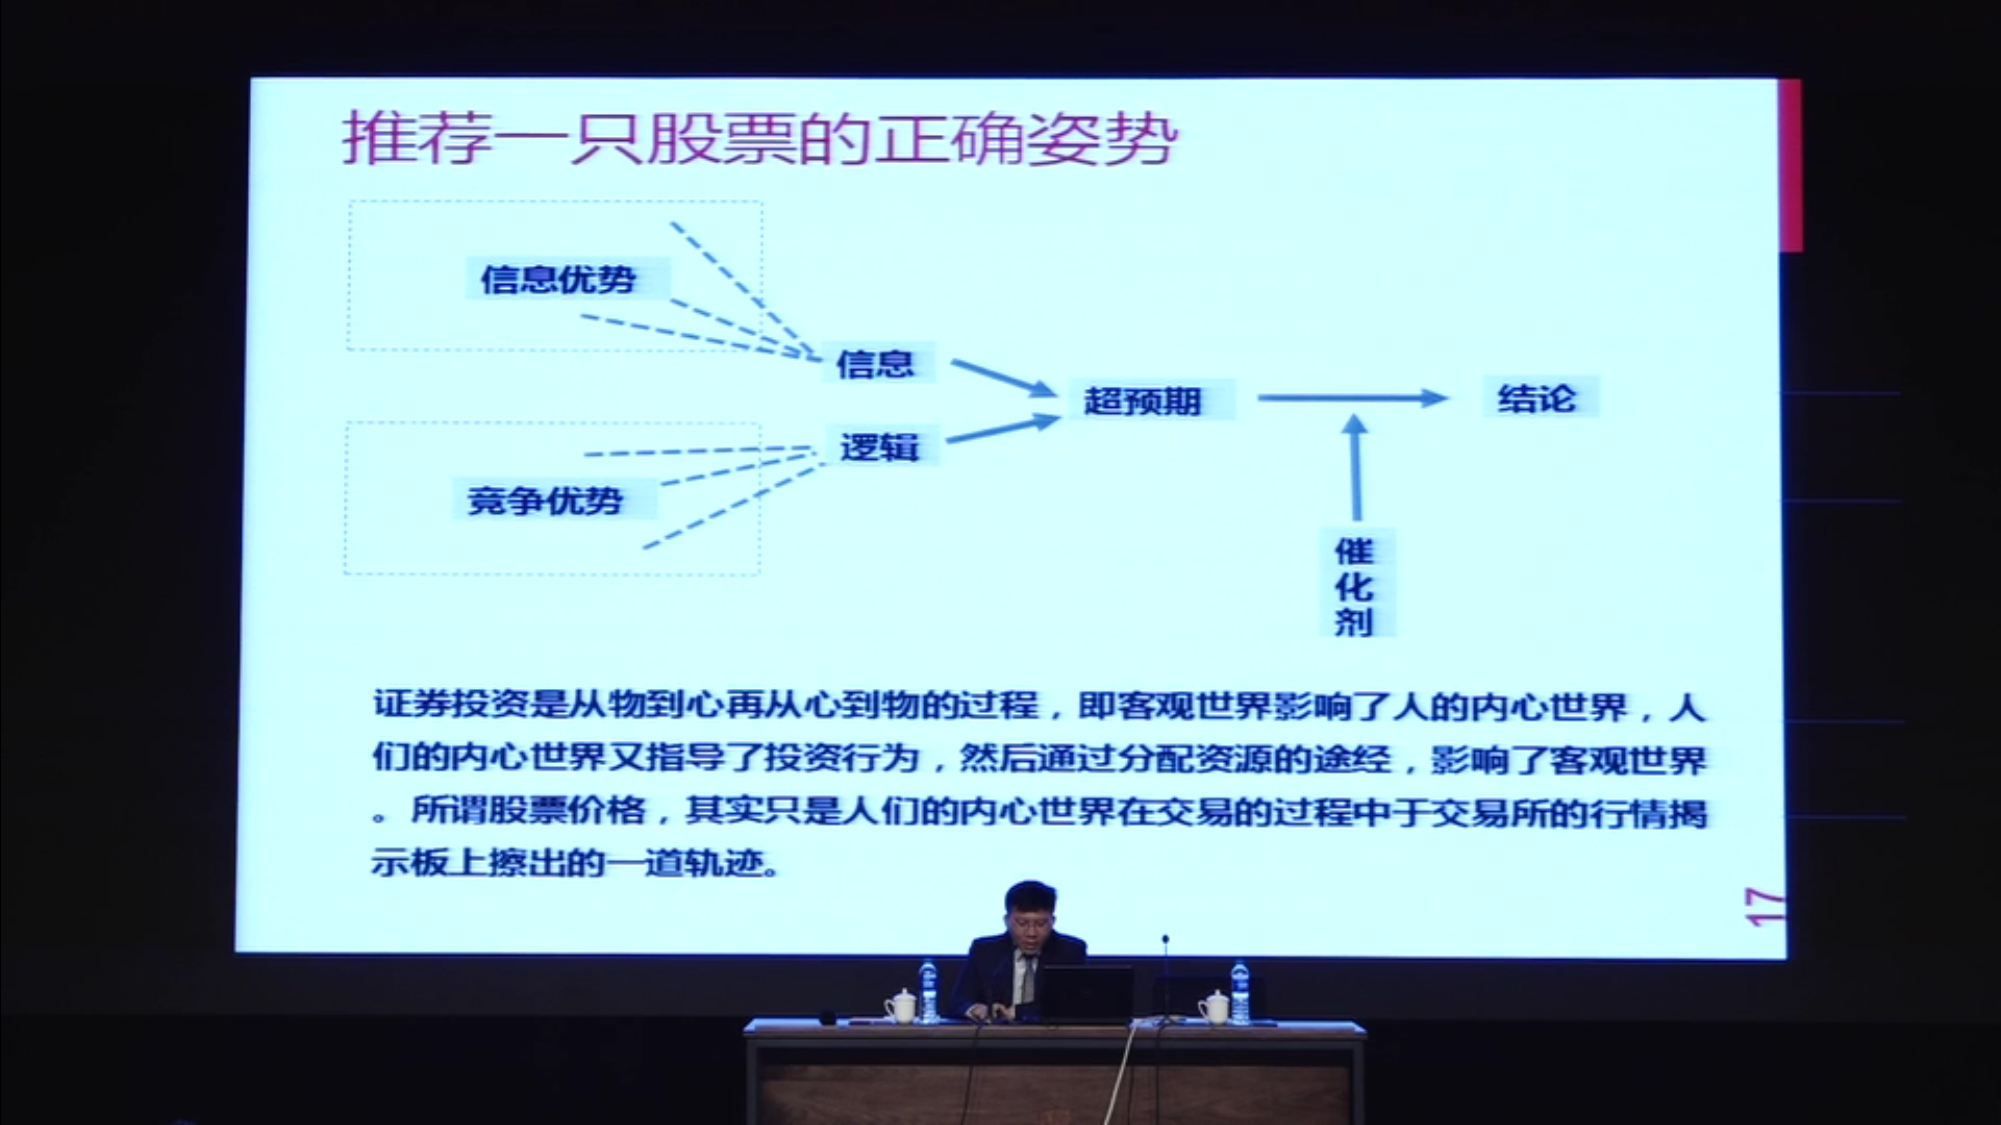 推荐一只股票的正确姿势
信息优势
信息
超预期
结论
逻辑
竞争优势
催
化
剂
证券投资是从物到心再从心到物的过程，即客观世界影响了人的内心世界，人
们的内心世界又指导了投资行为，然后通过分配资源的途经，影响了客观世界
。所谓股票价格，其实只是人们的内心世界在交易的过程中于交易所的行情揭
示板上擦出的一道轨迹。
17